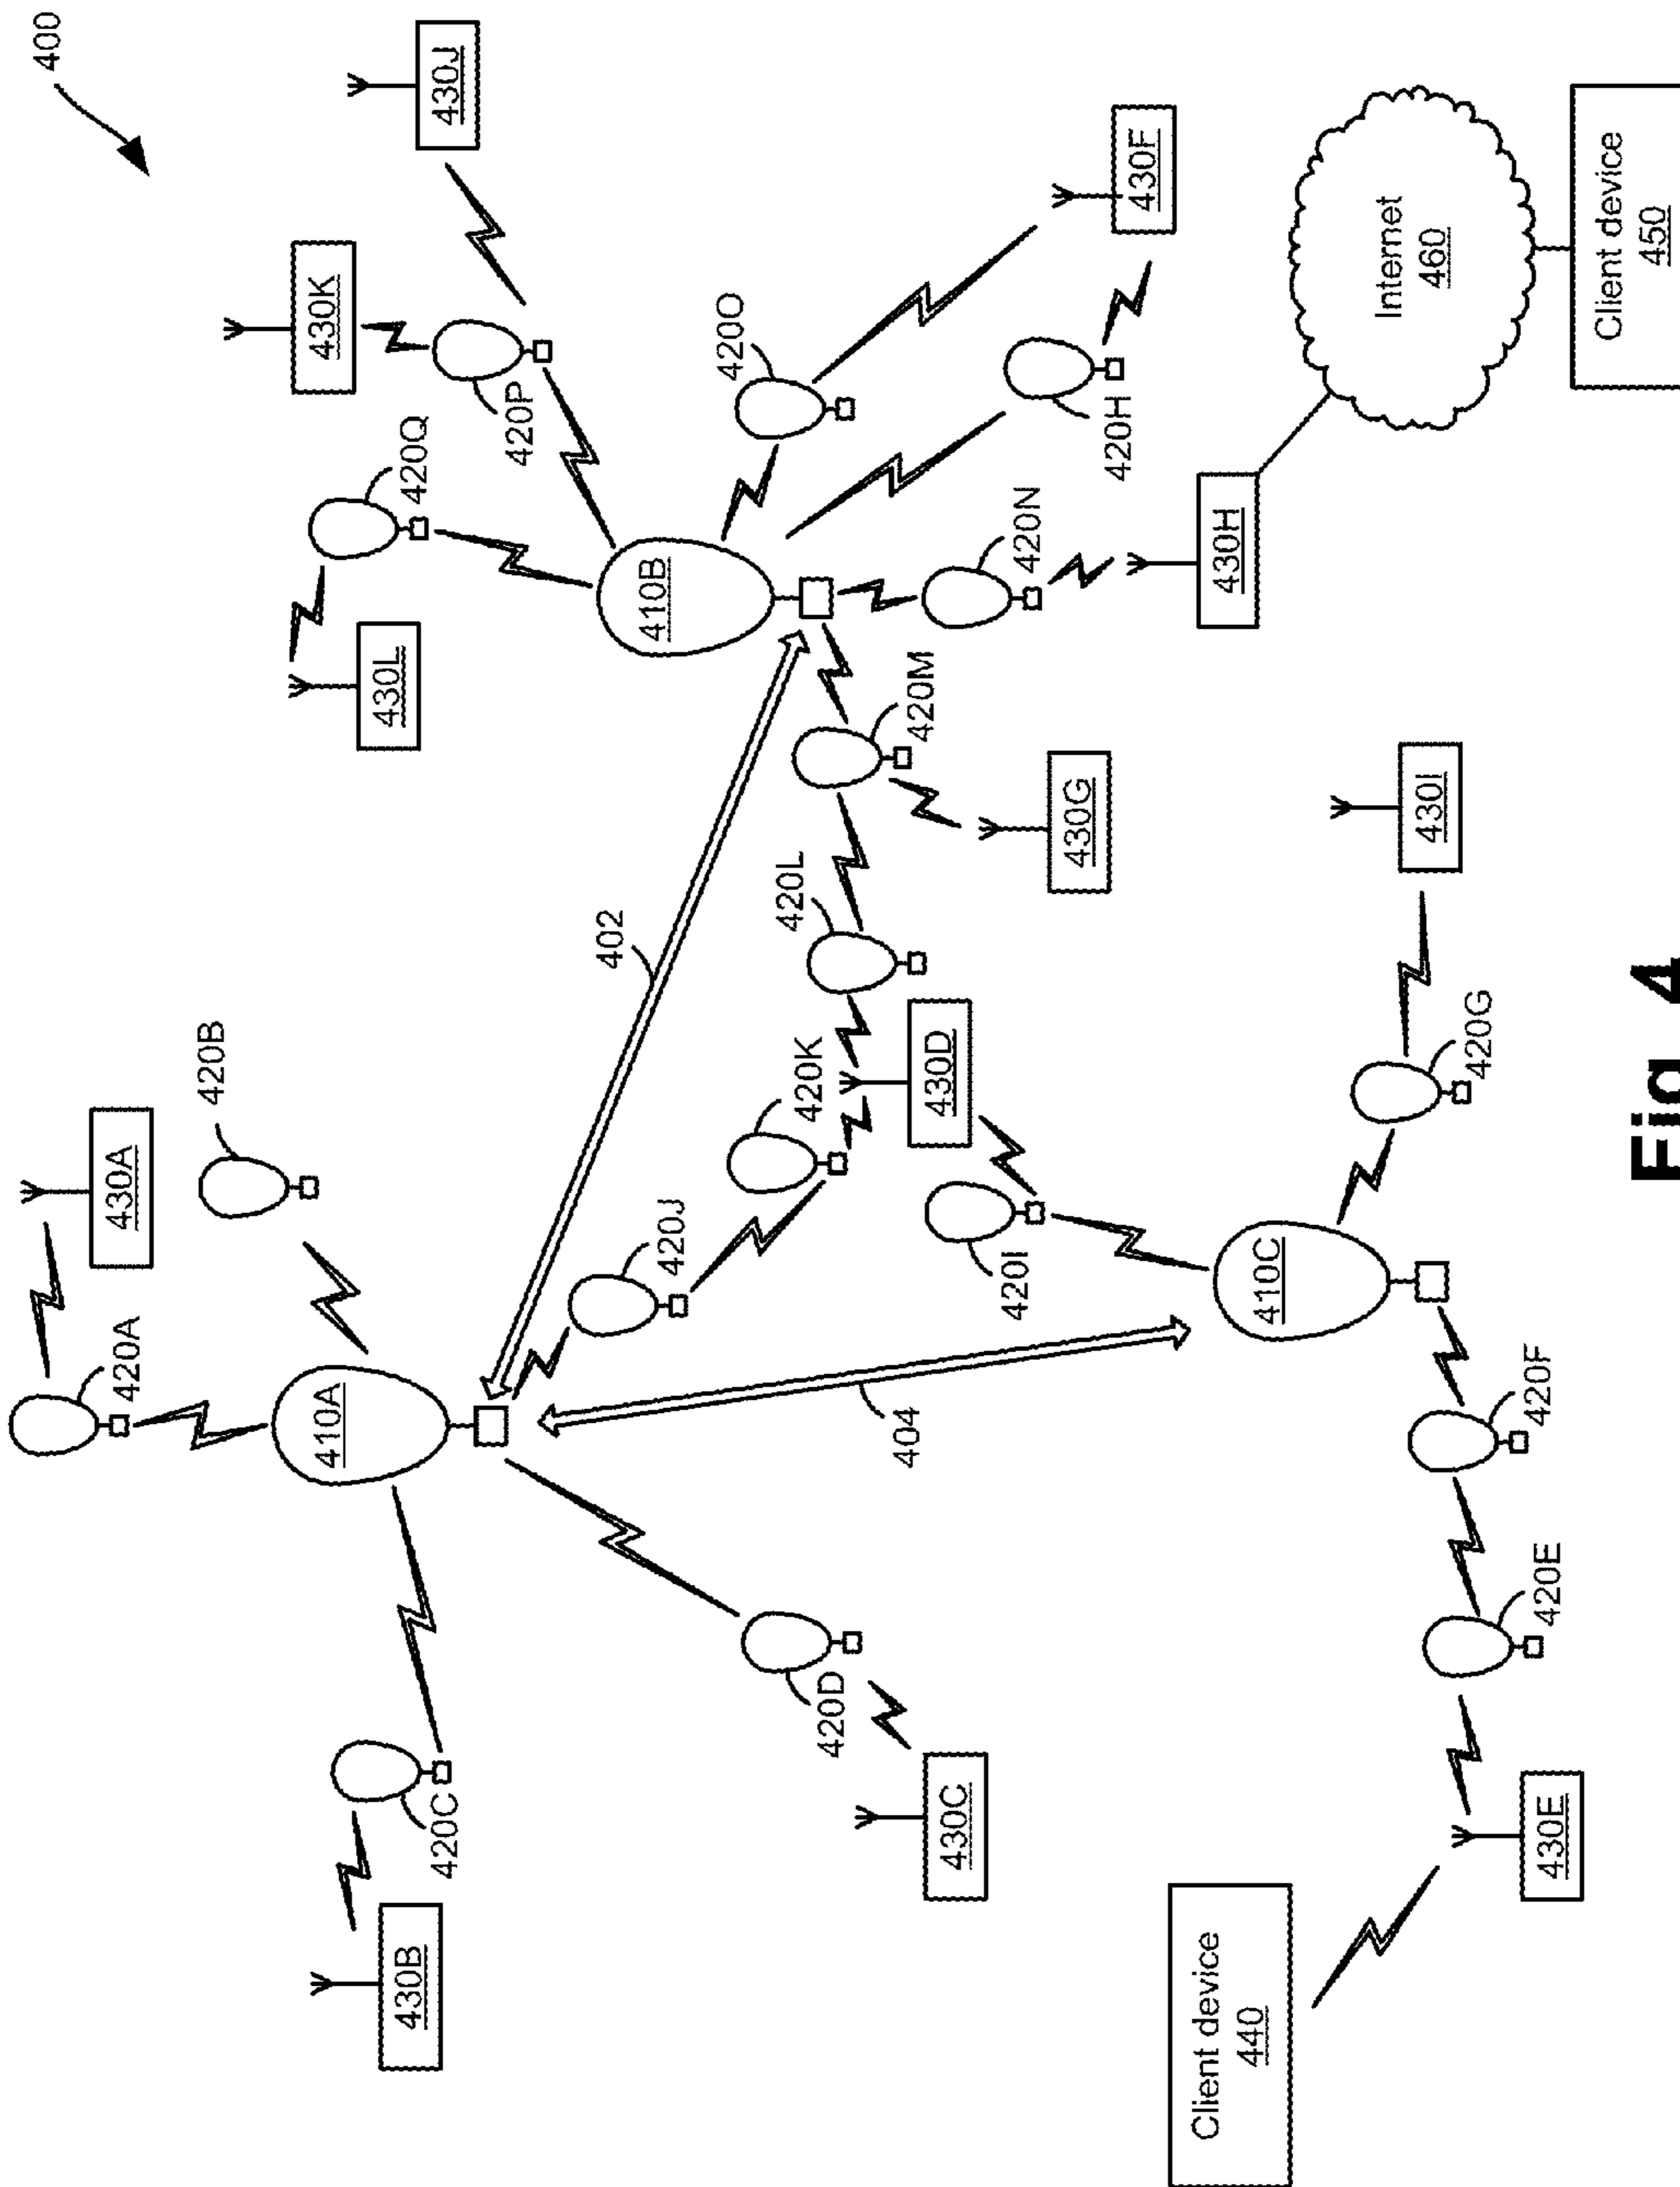 400
430A
420A
420B
430K
430J
420Q
420P
430L
410A
430B
420C
402
410B
420O
420J
420K
420L
420M
420N
420H
430F
420D
430C
404
430D
430G
430H
420I
Internet
460
410C
430I
Client device
440
420E
420F
420G
430E
Client device
450
Fig. 4